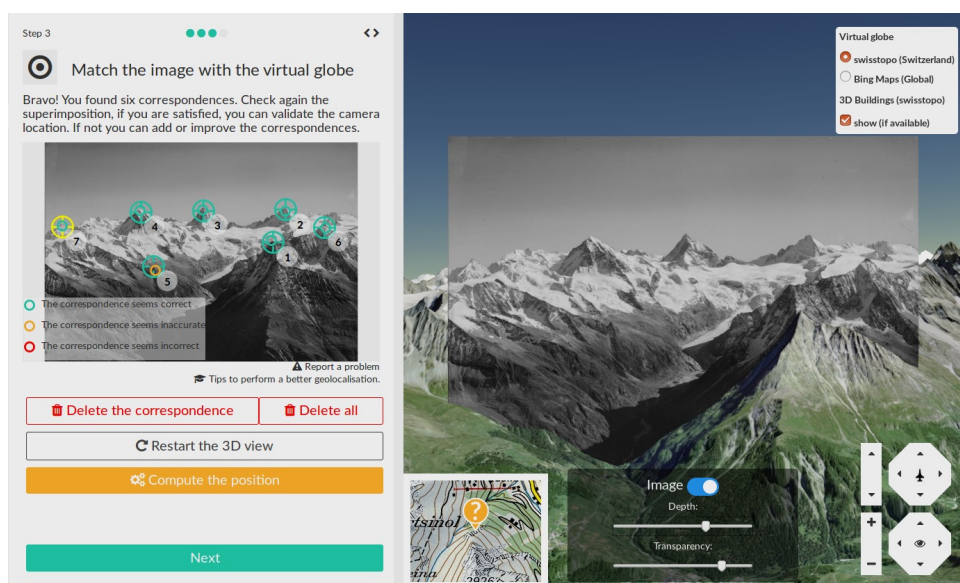 Step 3
Match the image with the virtual globe
Bravo! You found six correspondences. Check again the
superimposition, if you are satisfied, you can validate the camera
location. If not you can add or improve the correspondences.
4
3
2
7
6
1
5
The correspondence seems correct
The correspondence seems inaccurate
The correspondence seems incorrect
Report a problem
Tips to perform a better geolocalisation.
Delete the correspondence
Delete all
Restart the 3D view
Compute the position
Next
Virtual globe
swisstopo (Switzerland)
Bing Maps (Global)
3D Buildings (swisstopo)
show (if available)
?
tsinol
eina
2926
Image
Depth:
Transparency:
+
−